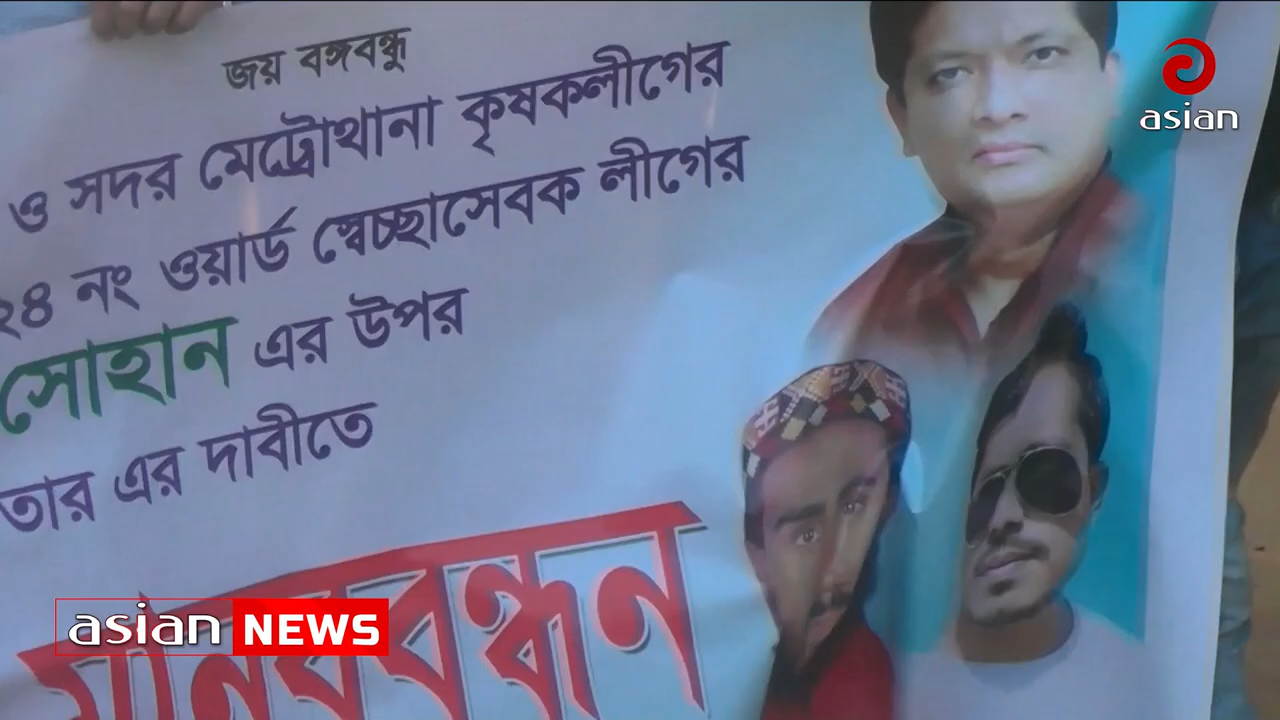 জয় বঙ্গবন্ধু
ও সদর মেট্রোথানা কৃষকলীগের
২৪ নং ওয়ার্ড স্বেচ্ছাসেবক লীগের
সোহান এর উপর
তার এর দাবীতে
মানববন্ধন
asian
asian NEWS